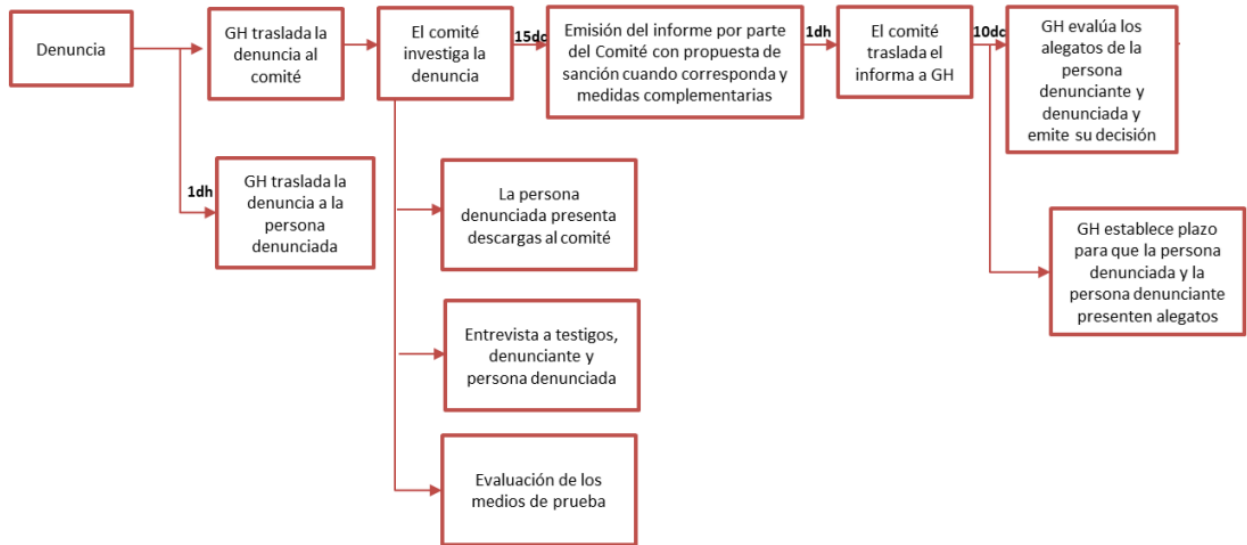 Denuncia
GH traslada la
denuncia al
comité
El comité
investiga la
denuncia
15dc
Emisión del informe por parte
del Comité con propuesta de
sanción cuando corresponda y
medidas complementarias
1dh
El comité
traslada el
informa a GH
10dc
GH evalúa los
alegatos de la
persona
denunciante y
denunciada y
emite su decisión
1dh
GH traslada la
denuncia a la
persona
denunciada
La persona
denunciada presenta
descargas al comité
GH establece plazo
para que la persona
denunciada y la
persona denunciante
presenten alegatos
Entrevista a testigos,
denunciante y
persona denunciada
Evaluación de los
medios de prueba